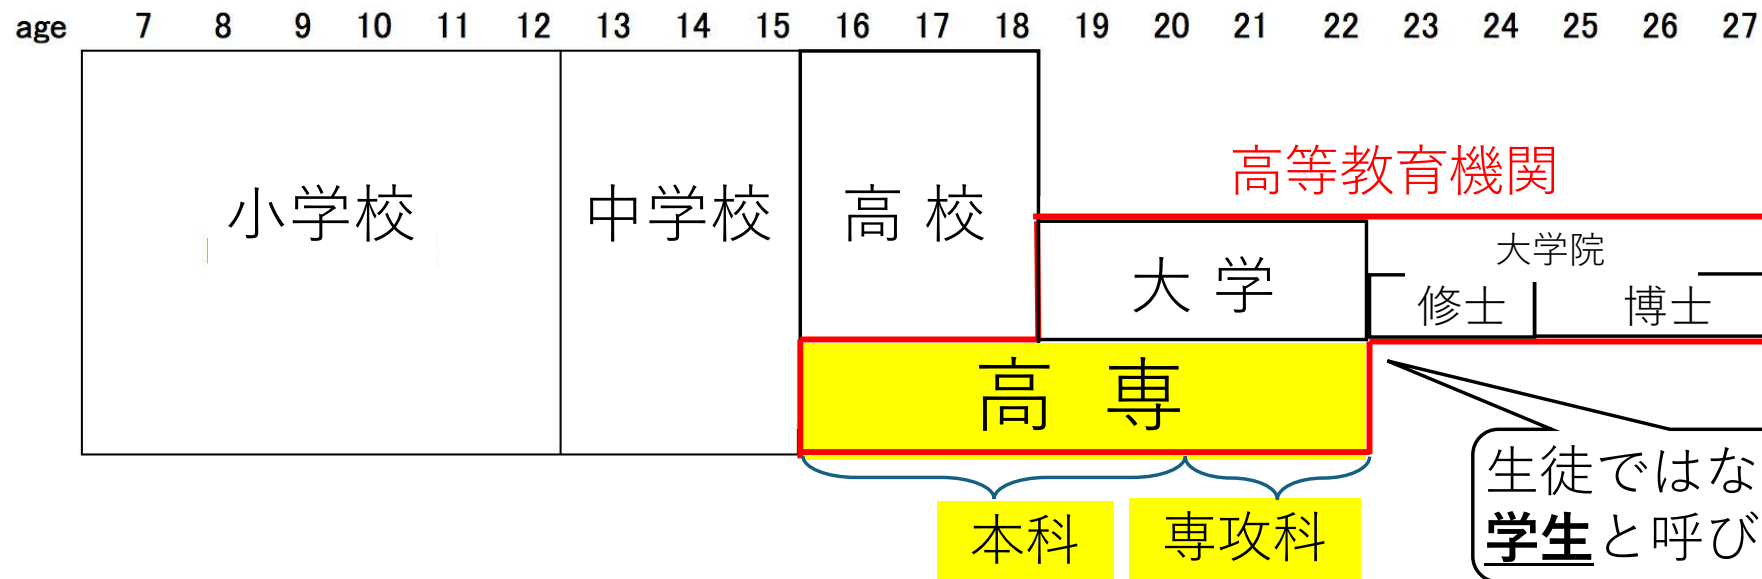 age 7 8 9 10 11 12 13 14 15 16 17 18 19 20 21 22 23 24 25 26 27
高等教育機関
小学校 中学校 高校
大学院
大学
修士 博士
高専
生徒ではな
学生と呼び
本科 専攻科